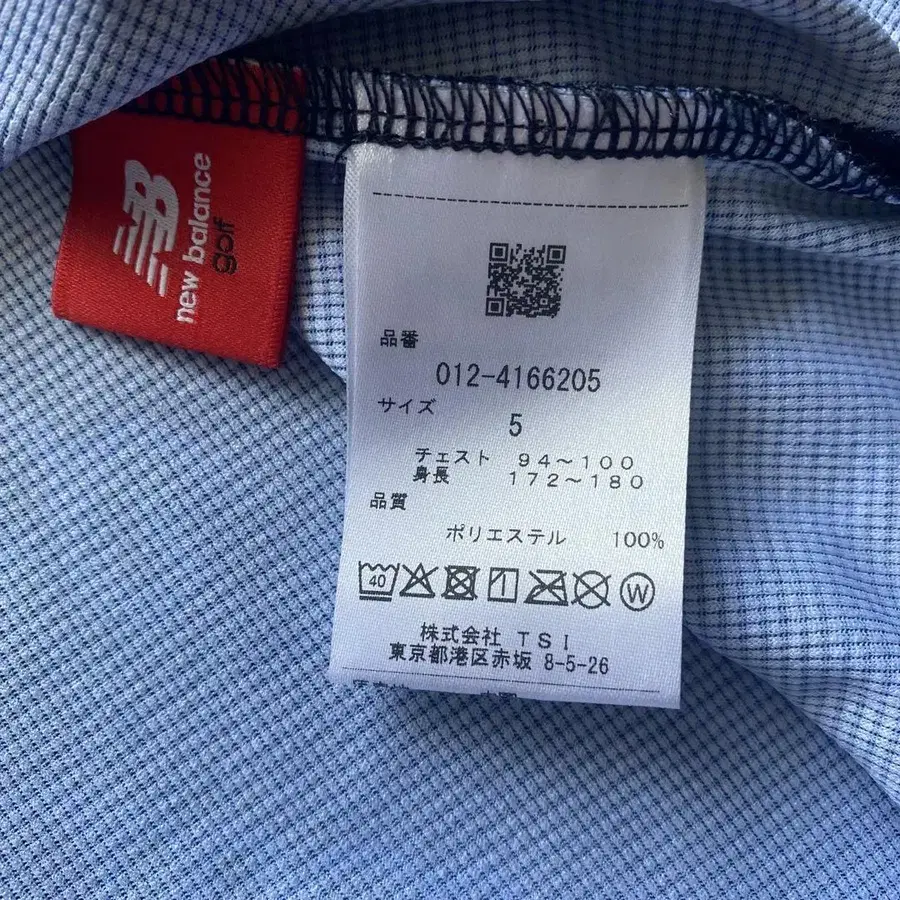 new balance
golf
品番
012-4166205
サイズ
5
チェスト 94～100
身長 172～180
品質
ポリエステル 100%
40
W
株式会社 TSI
東京都港区赤坂 8-5-26